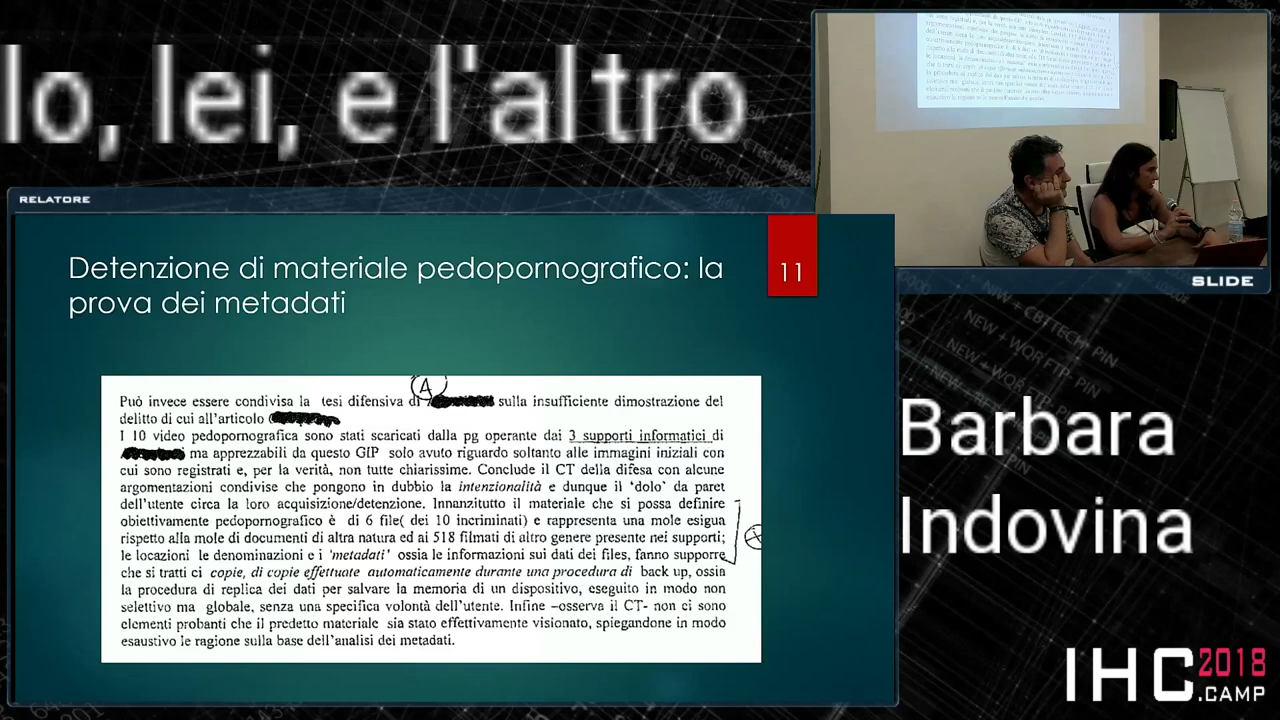 Io, lei, e l'altro
RELATORE
Detenzione di materiale pedopornografico: la
prova dei metadati
11
A
Può invece essere condivisa la tesi difensiva di sulla insufficiente dimostrazione del
delitto di cui all'articolo
I 10 video pedopornografica sono stati scaricati dalla pg operante dai 3 supporti informatici di
ma apprezzabili da questo GIP solo avuto riguardo soltanto alle immagini iniziali con
cui sono registrati e, per la verità, non tutte chiarissime. Conclude il CT della difesa con alcune
argomentazioni condivise che pongono in dubbio la intenzionalità e dunque il 'dolo' da paret
dell'utente circa la loro acquisizione/detenzione. Innanzitutto il materiale che si possa definire
obiettivamente pedopornografico è di 6 file( dei 10 incriminati) e rappresenta una mole esigua
rispetto alla mole di documenti di altra natura ed ai 518 filmati di altro genere presente nei supporti;
le locazioni le denominazioni e i 'metadati' ossia le informazioni sui dati dei files, fanno supporre
che si tratti ci copie, di copie effettuate automaticamente durante una procedura di back up, ossia
la procedura di replica dei dati per salvare la memoria di un dispositivo, eseguito in modo non
selettivo ma globale, senza una specifica volontà dell'utente. Infine –osserva il CT- non ci sono
elementi probanti che il predetto materiale sia stato effettivamente visionato, spiegandone in modo
esaustivo le ragione sulla base dell'analisi dei metadati.
SLIDE
Barbara
Indovina
IHC 2018
.CAMP